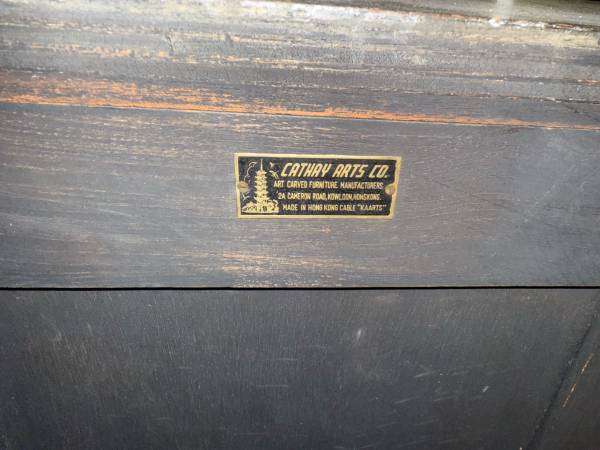 CATHAY ARTS CO.
ART CARVED FURNITURE MANUFACTURERS.
2A CAMERON ROAD, KOWLOON, HONGKONG.
MADE IN HONG KONG CABLE "KAARTS"